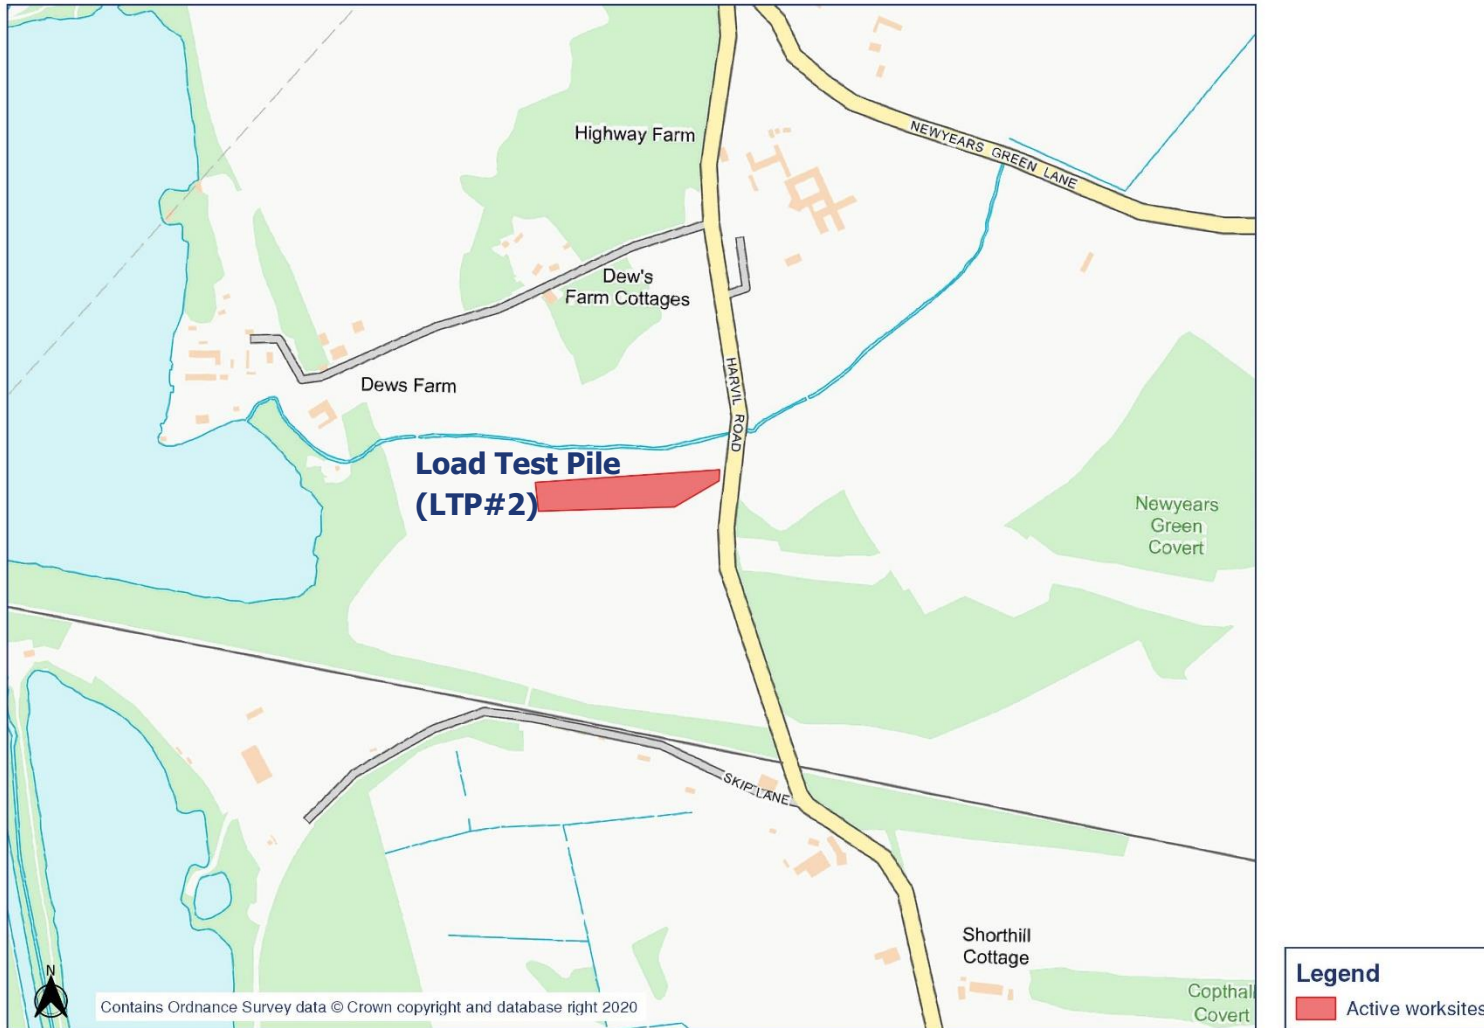 Highway Farm
NEWYEARS GREEN LANE
Dew's
Farm Cottages
HARVIL ROAD
Dews Farm
Load Test Pile
(LTP#2)
Newyears
Green
Covert
SKIP LANE
Shorthill
Cottage
Copthall
Covert
N
Contains Ordnance Survey data © Crown copyright and database right 2020
Legend
Active worksites